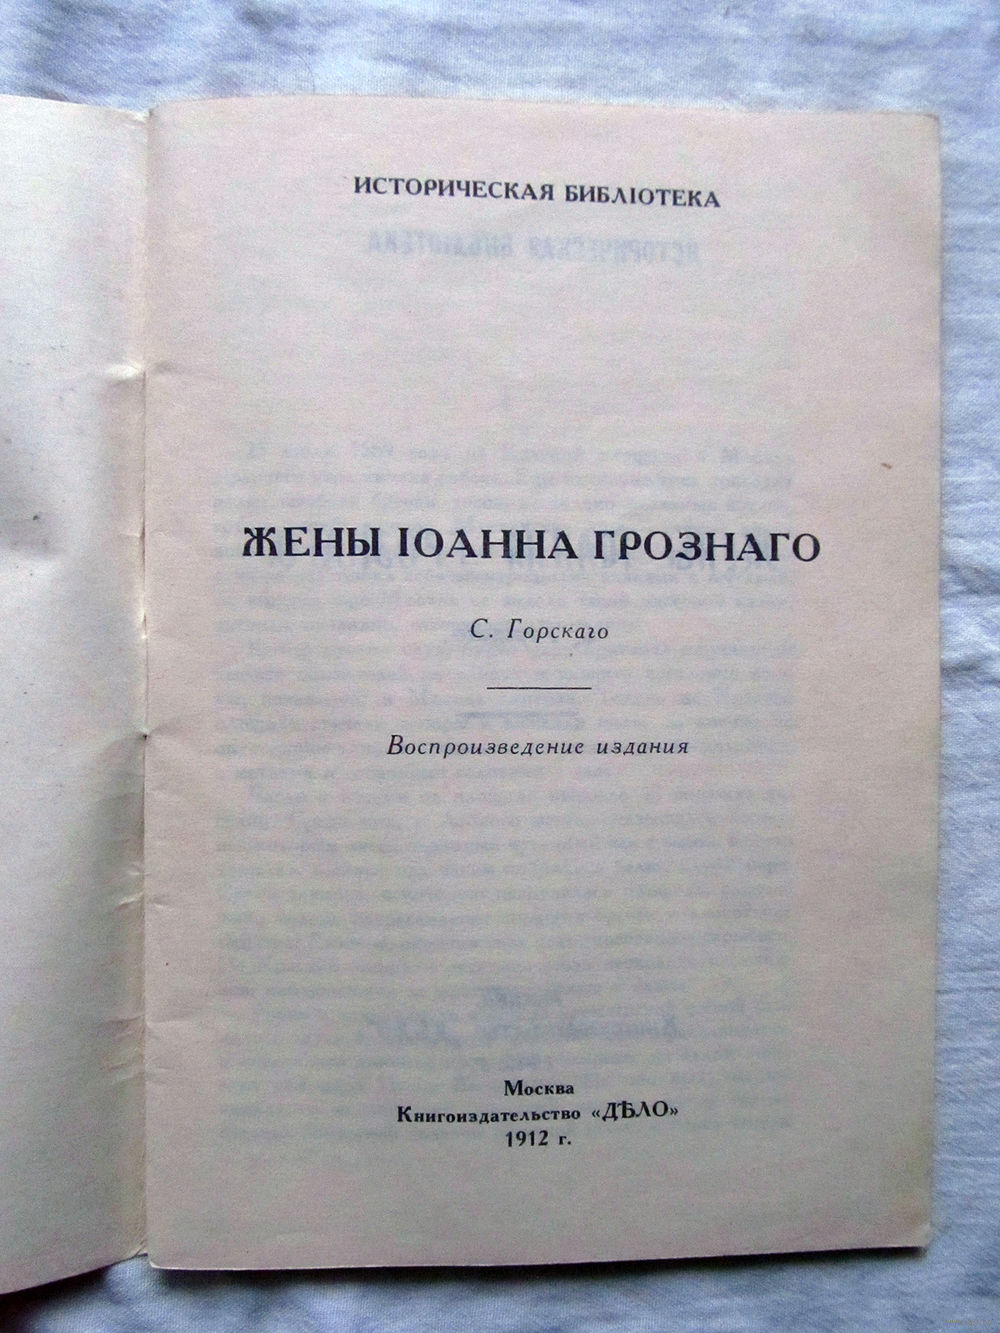 ИСТОРИЧЕСКАЯ БИБЛІОТЕКА
ЖЕНЫ ІОАННА ГРОЗНАГО
С. Горскаго
Воспроизведение издания
Москва
Книгоиздательство «ДѢЛО»
1912 г.